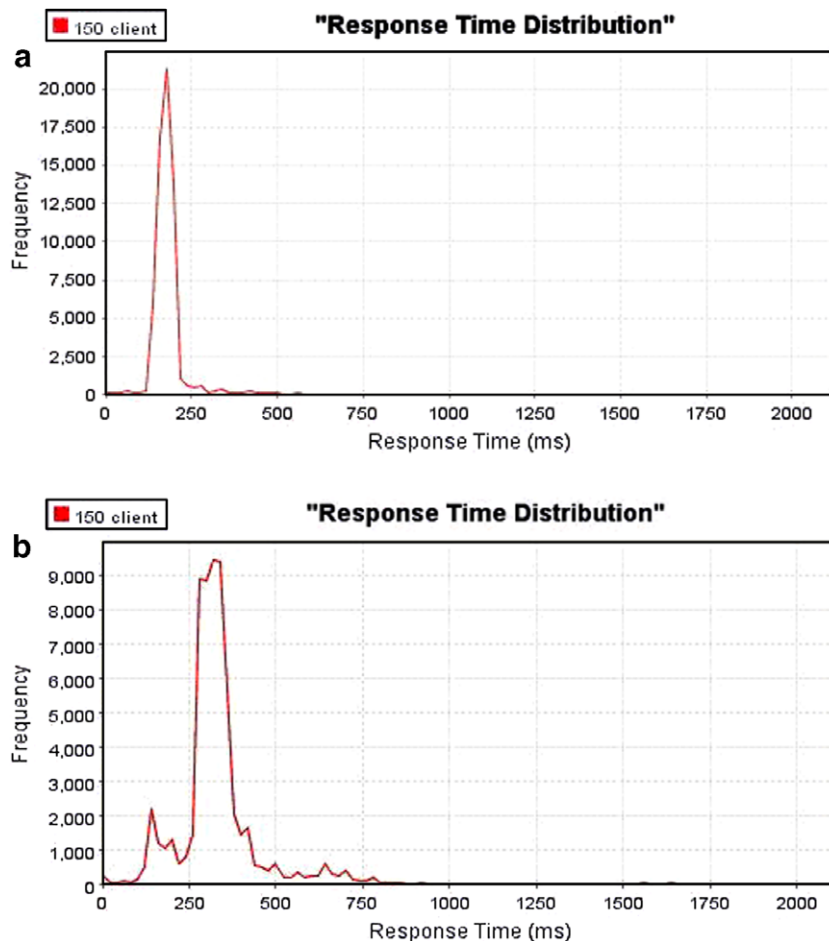 150 client
"Response Time Distribution"
a
20,000
17,500
15,000
12,500
10,000
7,500
5,000
2,500
0
Frequency
0 250 500 750 1000 1250 1500 1750 2000
Response Time (ms)
150 client
"Response Time Distribution"
b
9,000
8,000
7,000
6,000
5,000
4,000
3,000
2,000
1,000
0
Frequency
0 250 500 750 1000 1250 1500 1750 2000
Response Time (ms)